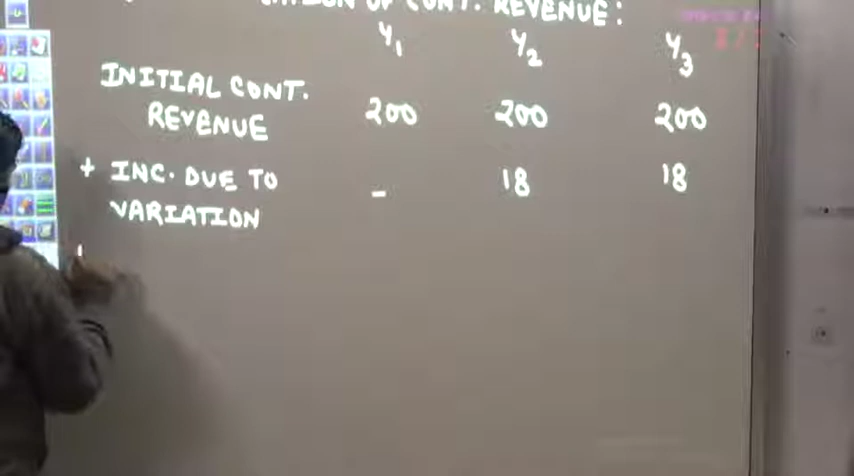 OF CONT. REVENUE:
Y1 Y2 Y3
INITIAL CONT.
REVENUE 200 200 200
+ INC. DUE TO - 18 18
VARIATION